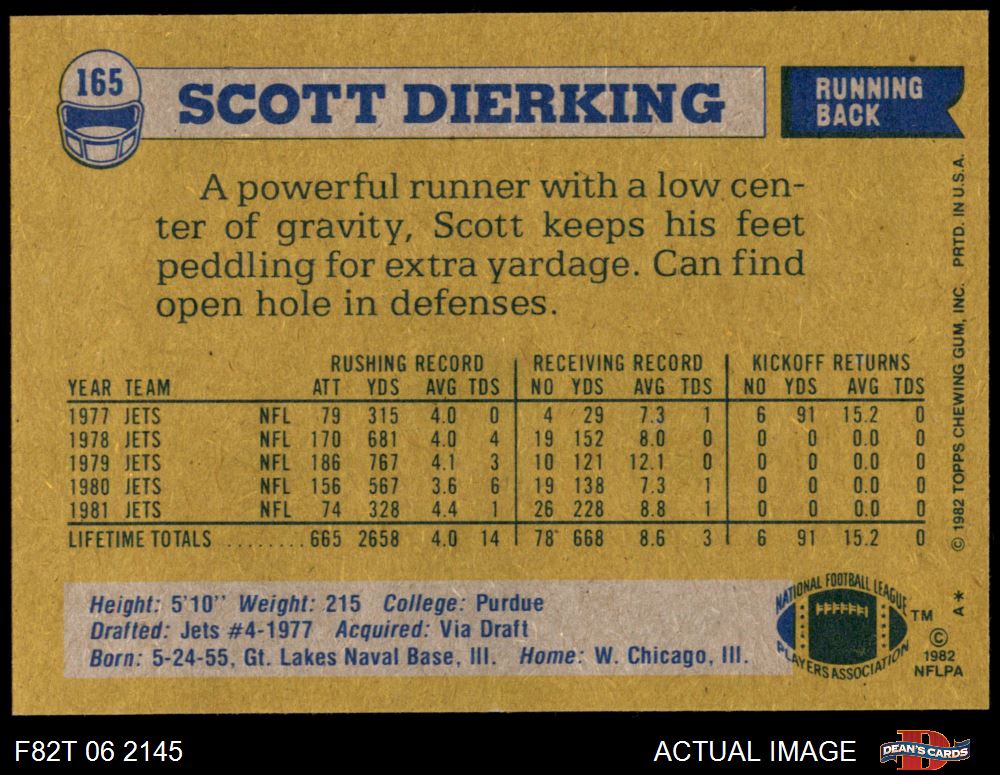 165
SCOTT DIERKING
RUNNING
BACK
A powerful runner with a low cen-
ter of gravity, Scott keeps his feet
peddling for extra yardage. Can find
open hole in defenses.
RUSHING RECORD RECEIVING RECORD KICKOFF RETURNS
YEAR TEAM ATT YDS AVG TDS NO YDS AVG TDS NO YDS AVG TDS
1977 JETS NFL 79 315 4.0 0 4 29 7.3 1 6 91 15.2 0
1978 JETS NFL 170 681 4.0 4 19 152 8.0 0 0 0 0.0 0
1979 JETS NFL 186 767 4.1 3 10 121 12.1 0 0 0 0.0 0
1980 JETS NFL 156 567 3.6 6 19 138 7.3 1 0 0 0.0 0
1981 JETS NFL 74 328 4.4 1 26 228 8.8 1 0 0 0.0 0
LIFETIME TOTALS ......... 665 2658 4.0 14 78 668 8.6 3 6 91 15.2 0
Height: 5'10" Weight: 215 College: Purdue
Drafted: Jets #4-1977 Acquired: Via Draft
Born: 5-24-55, Gt. Lakes Naval Base, Ill. Home: W. Chicago, Ill.
NATIONAL FOOTBALL LEAGUE
PLAYERS ASSOCIATION
TM
©
1982
NFLPA
A*
© 1982 TOPPS CHEWING GUM, INC. PRTD. IN U.S.A.
F82T 06 2145
ACTUAL IMAGE
D
DEAN'S CARDS